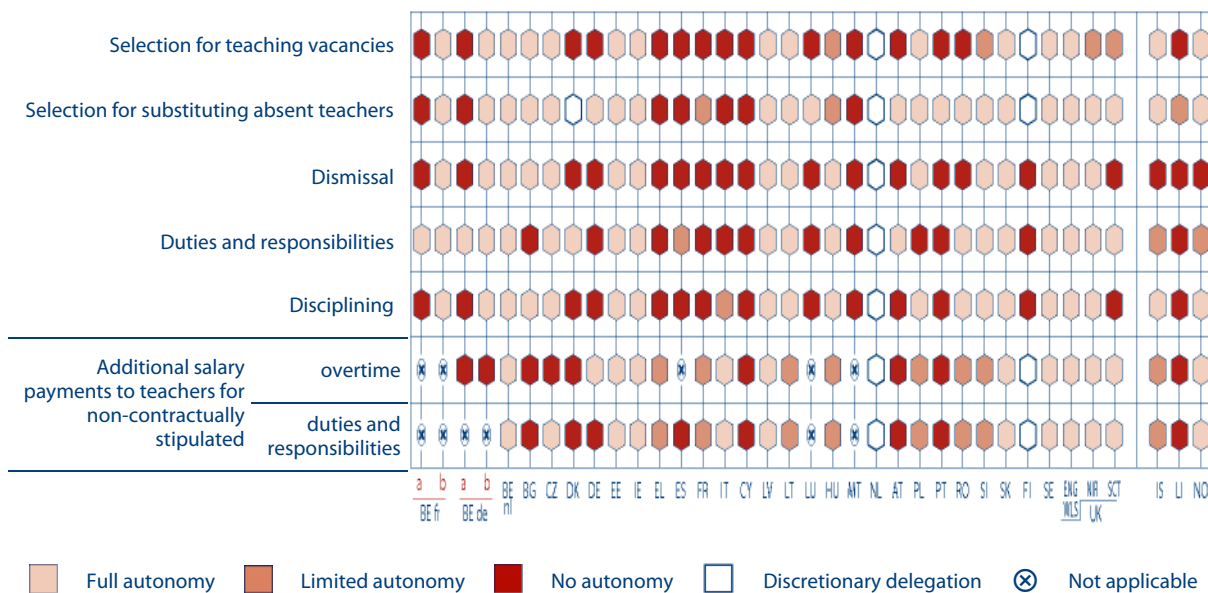 Selection for teaching vacancies
Selection for substituting absent teachers
Dismissal
Duties and responsibilities
Disciplining
Additional salary
payments to teachers for
non-contractually
stipulated
overtime
duties and
responsibilities
a b a b BE BG CZ DK DE EE IE EL ES FR IT CY LV LT LU HU MT NL AT PL PT RO SI SK FI SE ENG NIR SCT IS LI NO
BE fr BE de nl WLS UK
Full autonomy Limited autonomy No autonomy Discretionary delegation Not applicable